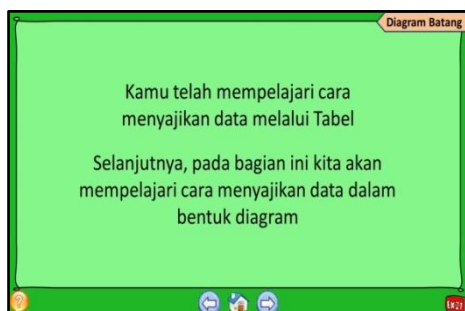 Diagram Batang
Kamu telah mempelajari cara
menyajikan data melalui Tabel
Selanjutnya, pada bagian ini kita akan
mempelajari cara menyajikan data dalam
bentuk diagram
?
EXIT